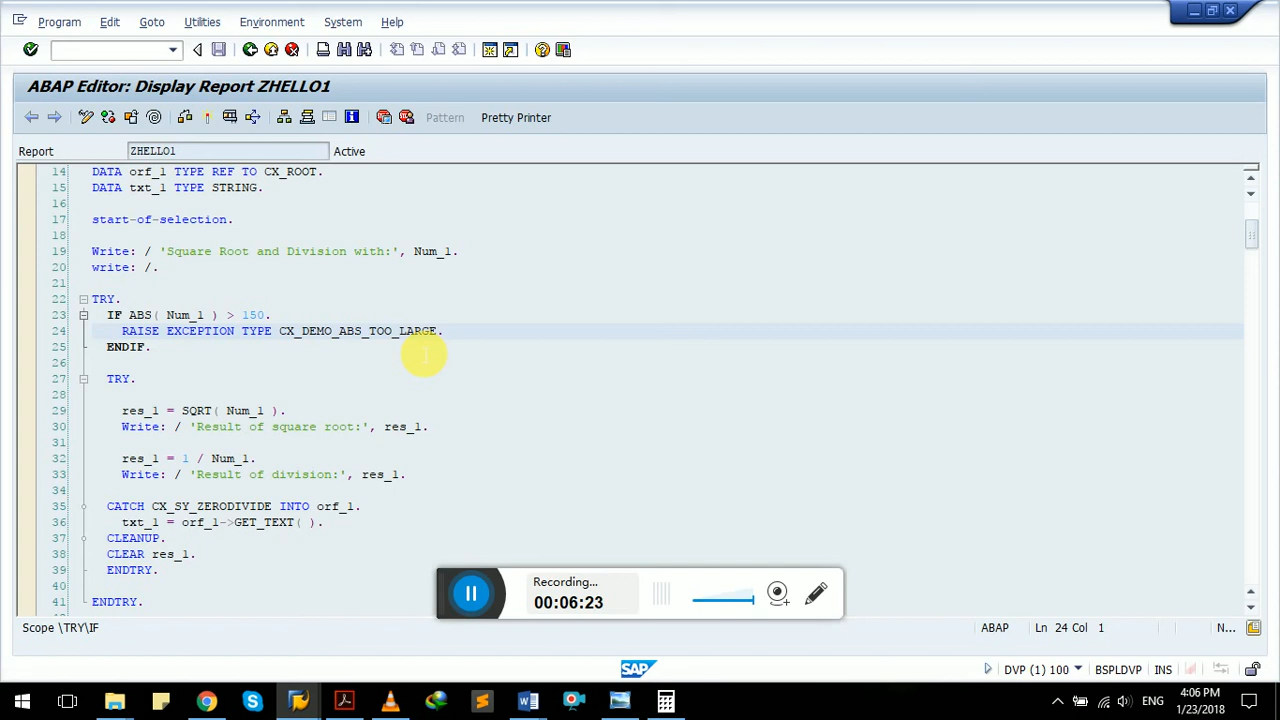 Program Edit Goto Utilities Environment System Help
ABAP Editor: Display Report ZHELLO1
Pattern Pretty Printer
Report ZHELLO1 Active
14 DATA orf_1 TYPE REF TO CX_ROOT.
15 DATA txt_1 TYPE STRING.
16
17 start-of-selection.
18
19 Write: / 'Square Root and Division with:', Num_1.
20 write: /.
21
22 TRY.
23 IF ABS( Num_1 ) > 150.
24 RAISE EXCEPTION TYPE CX_DEMO_ABS_TOO_LARGE.
25 ENDIF.
26
27 TRY.
28
29 res_1 = SQRT( Num_1 ).
30 Write: / 'Result of square root:', res_1.
31
32 res_1 = 1 / Num_1.
33 Write: / 'Result of division:', res_1.
34
35 CATCH CX_SY_ZERODIVIDE INTO orf_1.
36 txt_1 = orf_1->GET_TEXT( ).
37 CLEANUP.
38 CLEAR res_1.
39 ENDTRY.
40
41 ENDTRY.
Recording...
00:06:23
Scope \TRY\IF ABAP Ln 24 Col 1 N...
SAP DVP (1) 100 BSPLDVP INS
ENG 4:06 PM
1/23/2018